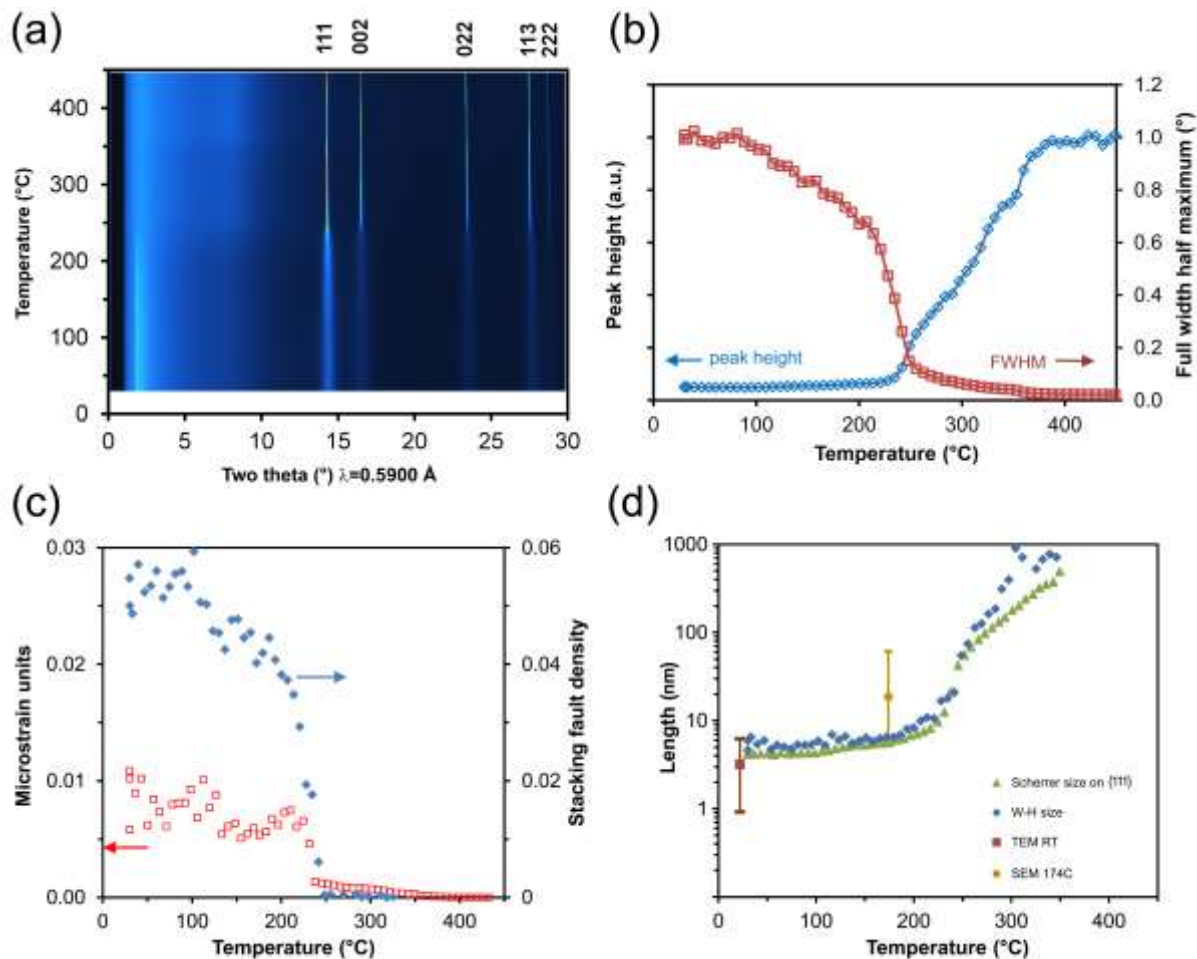 (a)
111
002
022
113
222
Temperature (°C)
400
300
200
100
0
0 5 10 15 20 25 30
Two theta (°) λ=0.5900 Å
(b)
Peak height (a.u.)
1.2
1.0
0.8
0.6
0.4
0.2
0.0
Full width half maximum (°)
peak height
FWHM
0 100 200 300 400
Temperature (°C)
(c)
Microstrain units
0.03
0.02
0.01
0.00
0.06
0.04
0.02
0
Stacking fault density
0 100 200 300 400
Temperature (°C)
(d)
Length (nm)
1000
100
10
1
Scherrer size on {111}
W-H size
TEM RT
SEM 174C
0 100 200 300 400
Temperature (°C)